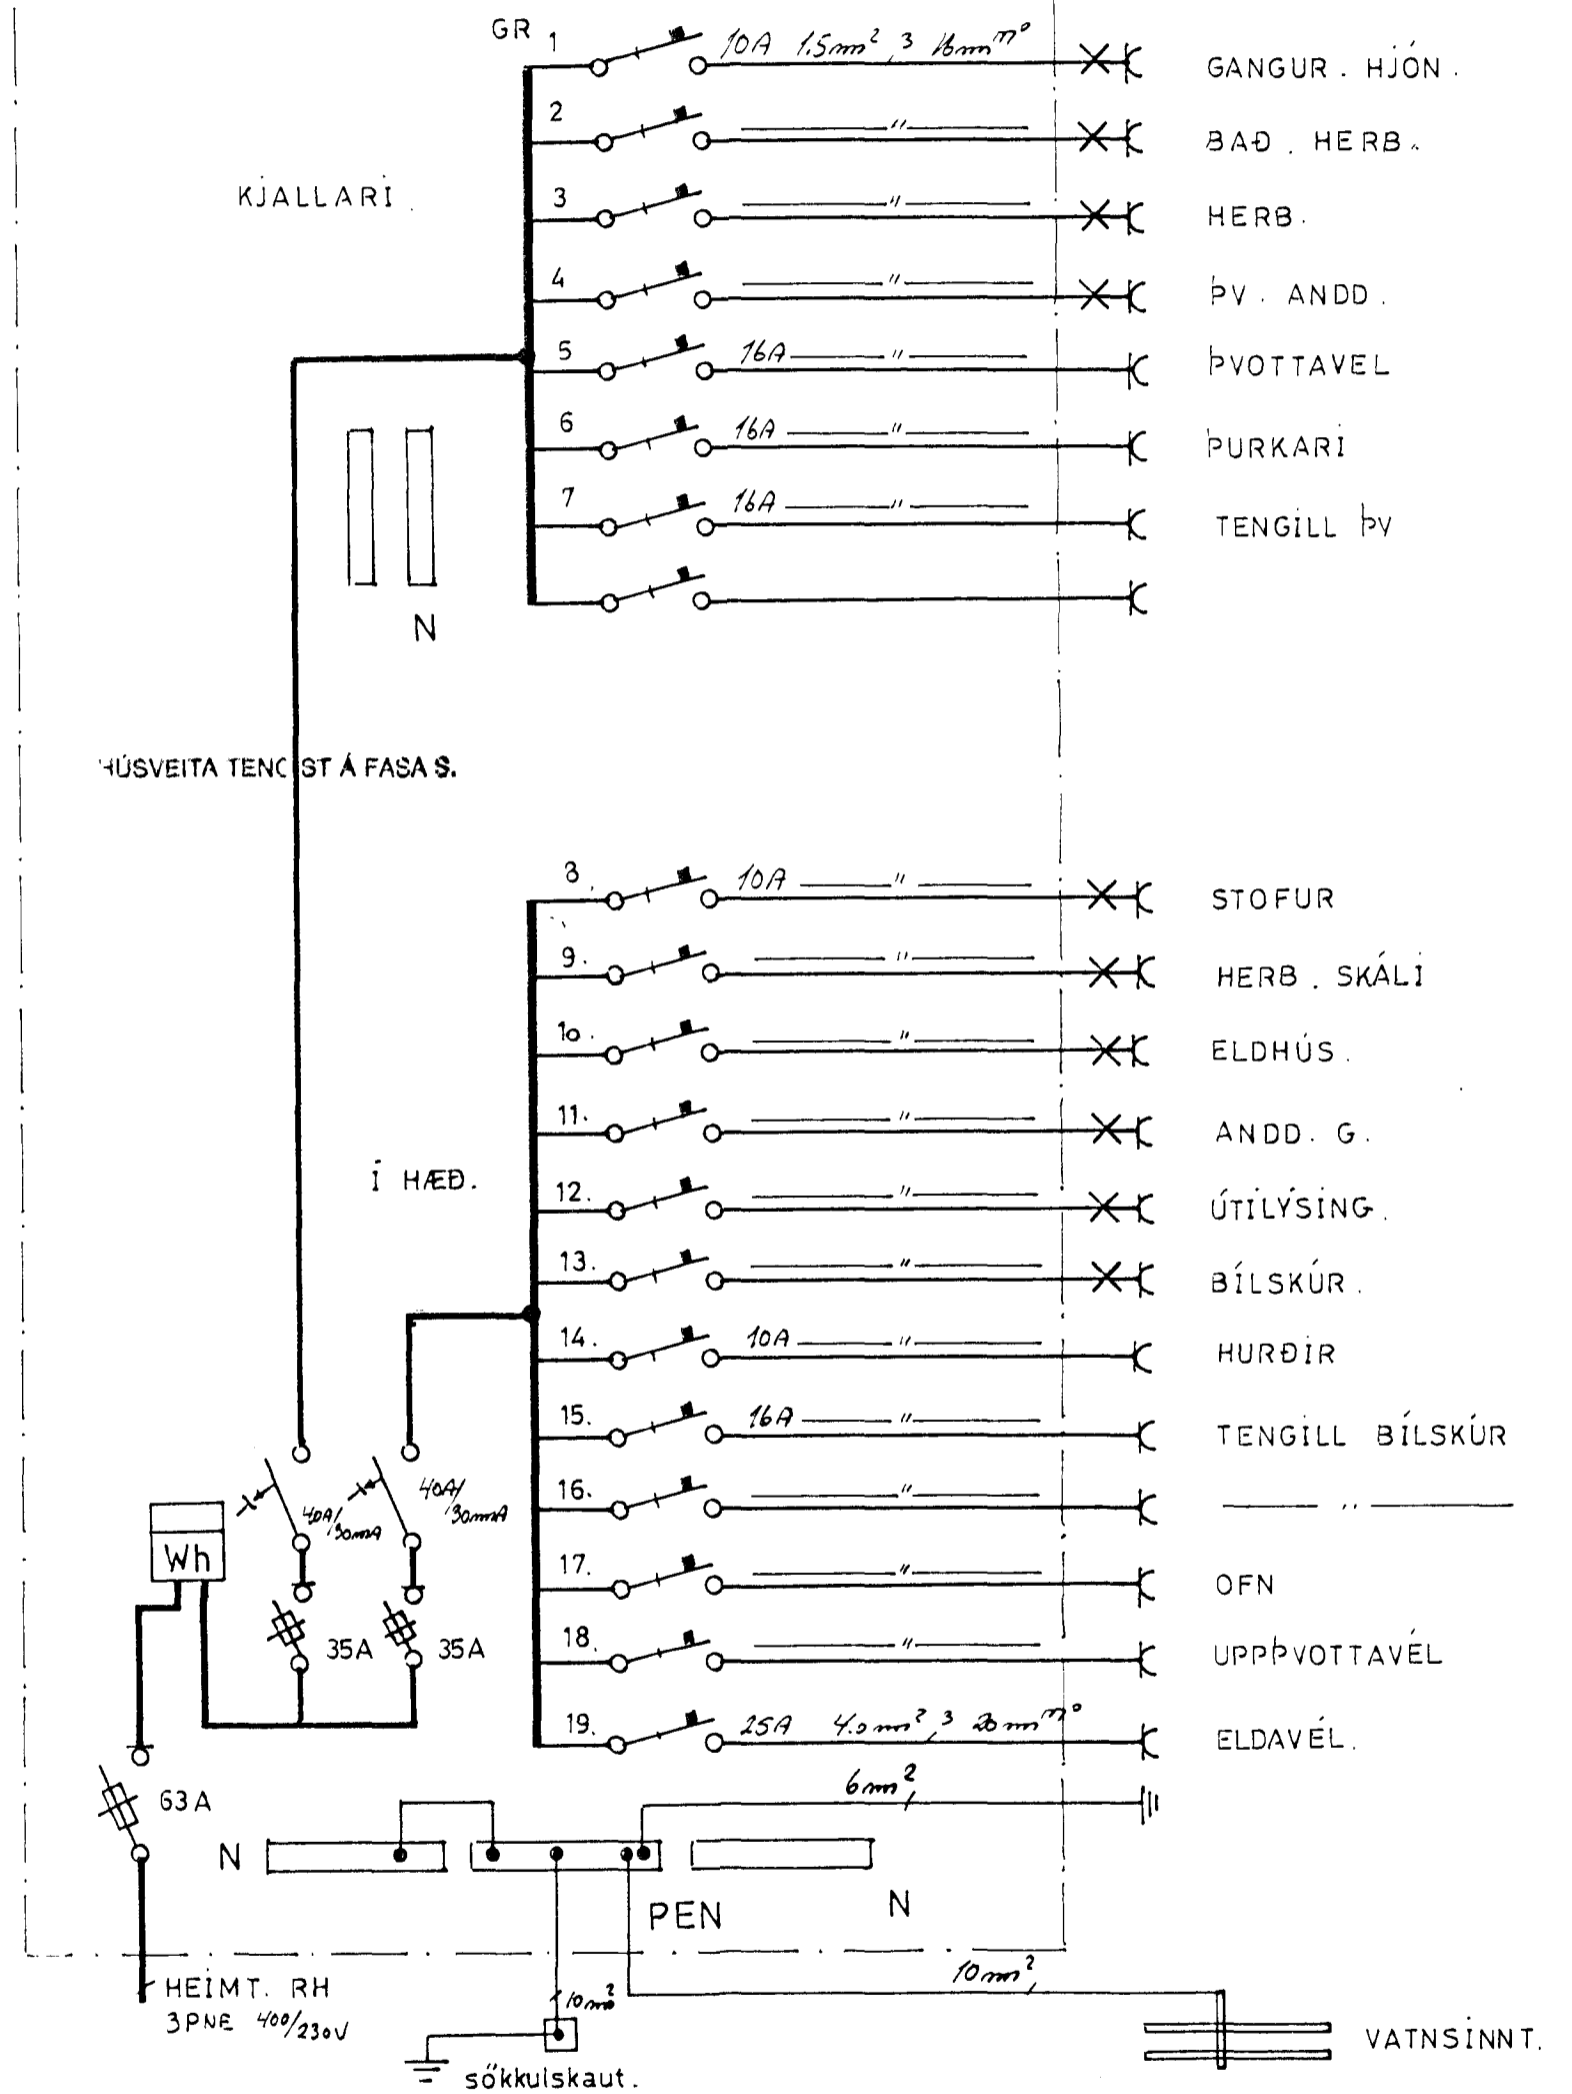 GR 1 10A 1.5mm², 3 16mm ᵐ° GANGUR. HJÓN.
2 —〃— BAÐ. HERB.
KJALLARI
3 —〃— HERB.
4 —〃— ÞV. ANDD.
5 16A —〃— ÞVOTTAVEL
6 16A —〃— ÞURKARI
7 16A —〃— TENGILL ÞV
N
HÚSVEITA TENGIST Á FASA S.
8. 10A —〃— STOFUR
9. —〃— HERB. SKÁLI
10. —〃— ELDHÚS.
11. —〃— ANDD. G.
Í HÆÐ.
12. —〃— ÚTILÝSING.
13. —〃— BÍLSKÚR.
14. 10A —〃— HURÐIR
15. 16A —〃— TENGILL BÍLSKÚR
40A/30mA 40A/30mA
16. —〃— —〃—
Wh
17. —〃— OFN
35A 35A
18. —〃— UPPÞVOTTAVÉL
19. 25A 4.0mm², 3 20mm ᵐ° ELDAVÉL.
6mm²,
63A
N
PEN
N
HEIMT. RH
3PNE 400/230V
10mm²
10mm²,
VATNSINNT.
sökkulskaut.